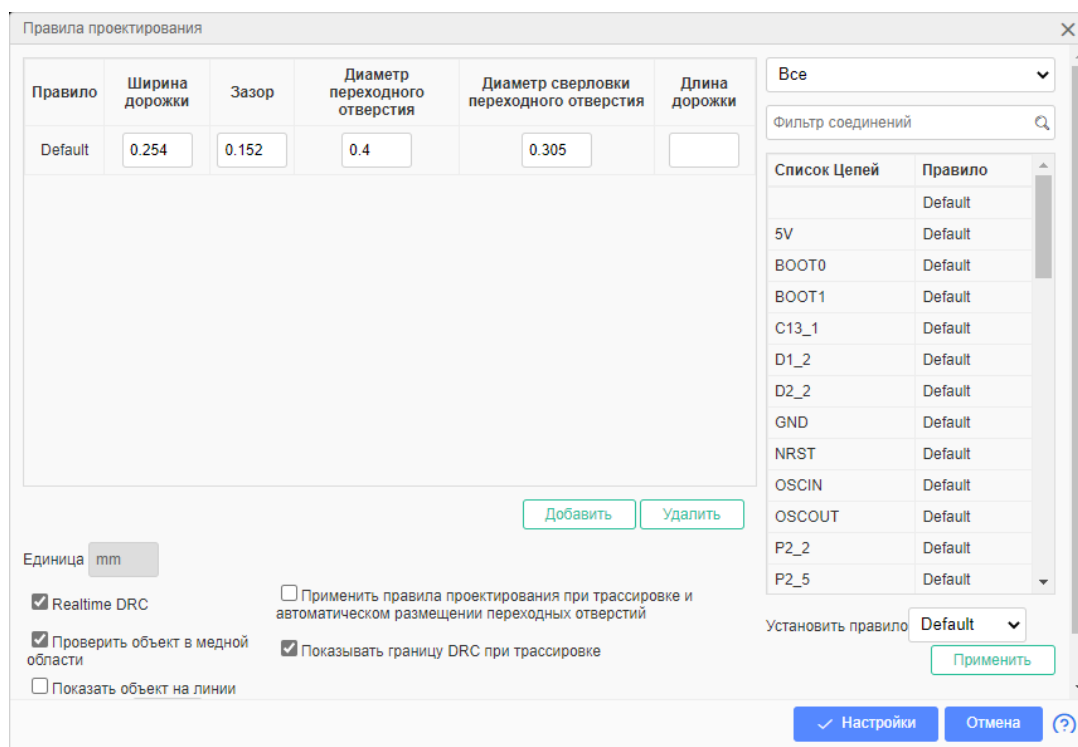 Правила проектирования
Правило
Ширина дорожки
Зазор
Диаметр переходного отверстия
Диаметр сверловки переходного отверстия
Длина дорожки
Default 0.254 0.152 0.4 0.305
Добавить Удалить
Единица mm
Realtime DRC
Проверить объект в медной
области
Показать объект на линии
Применить правила проектирования при трассировке и
автоматическом размещении переходных отверстий
Показывать границу DRC при трассировке
Все
Фильтр соединений
Список Цепей Правило
Default
5V Default
BOOT0 Default
BOOT1 Default
C13_1 Default
D1_2 Default
D2_2 Default
GND Default
NRST Default
OSCIN Default
OSCOUT Default
P2_2 Default
P2_5 Default
Установить правило Default
Применить
Настройки Отмена